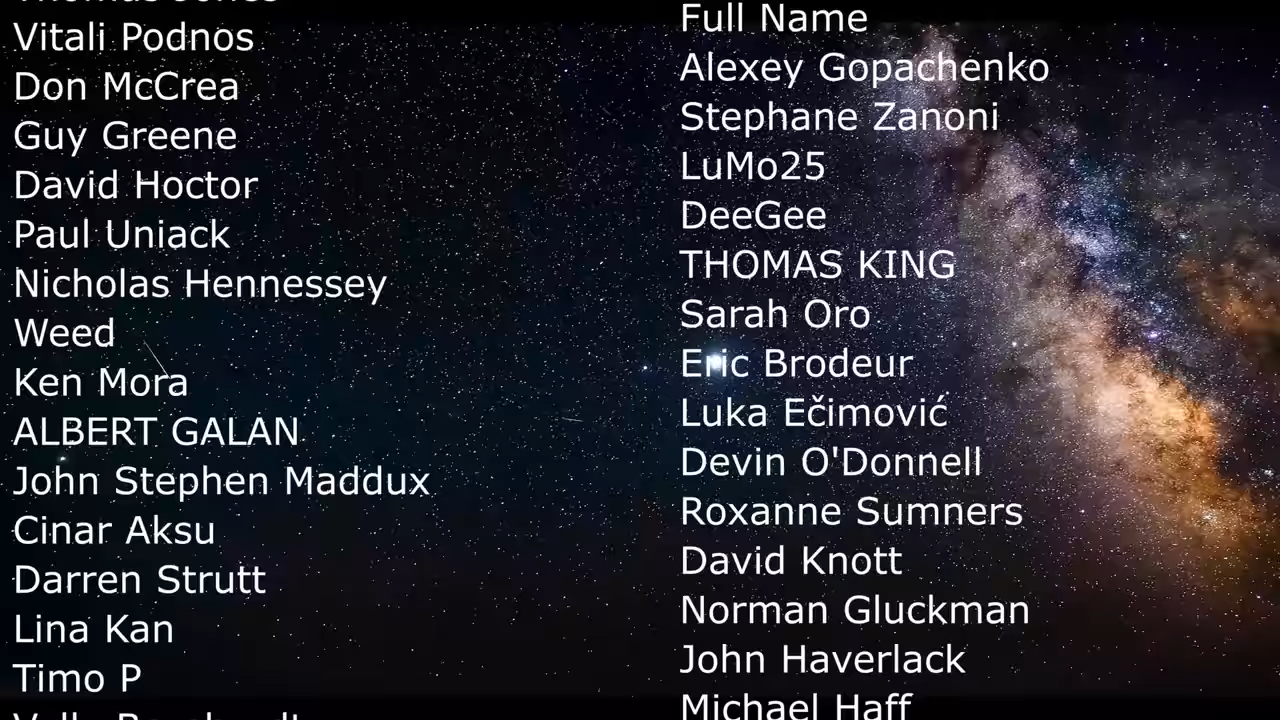 Vitali Podnos
Don McCrea
Guy Greene
David Hoctor
Paul Uniack
Nicholas Hennessey
Weed
Ken Mora
ALBERT GALAN
John Stephen Maddux
Cinar Aksu
Darren Strutt
Lina Kan
Timo P
Full Name
Alexey Gopachenko
Stephane Zanoni
LuMo25
DeeGee
THOMAS KING
Sarah Oro
Eric Brodeur
Luka Ečimović
Devin O'Donnell
Roxanne Sumners
David Knott
Norman Gluckman
John Haverlack
Michael Haff